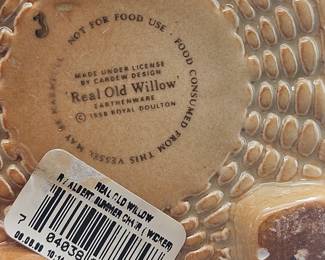 J
NOT FOR FOOD USE · FOOD CONSUMED FROM THIS VESSEL MAY BE HARMFUL
MADE UNDER LICENSE
BY CARDEW DESIGN
'Real Old Willow'
EARTHENWARE
© 1998 ROYAL DOULTON
REAL OLD WILLOW
R/ALBERT SUMMER CHAIR (WICKER)
7 04038